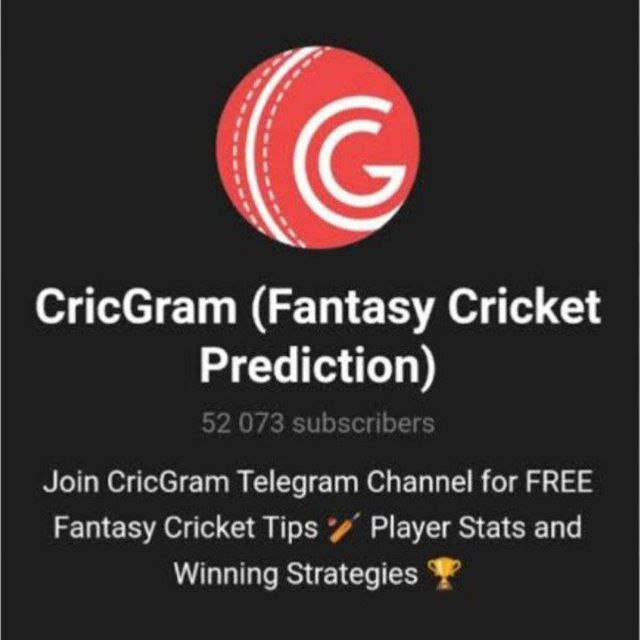 CG
CricGram (Fantasy Cricket
Prediction)
52 073 subscribers
Join CricGram Telegram Channel for FREE
Fantasy Cricket Tips 🏏 Player Stats and
Winning Strategies 🏆